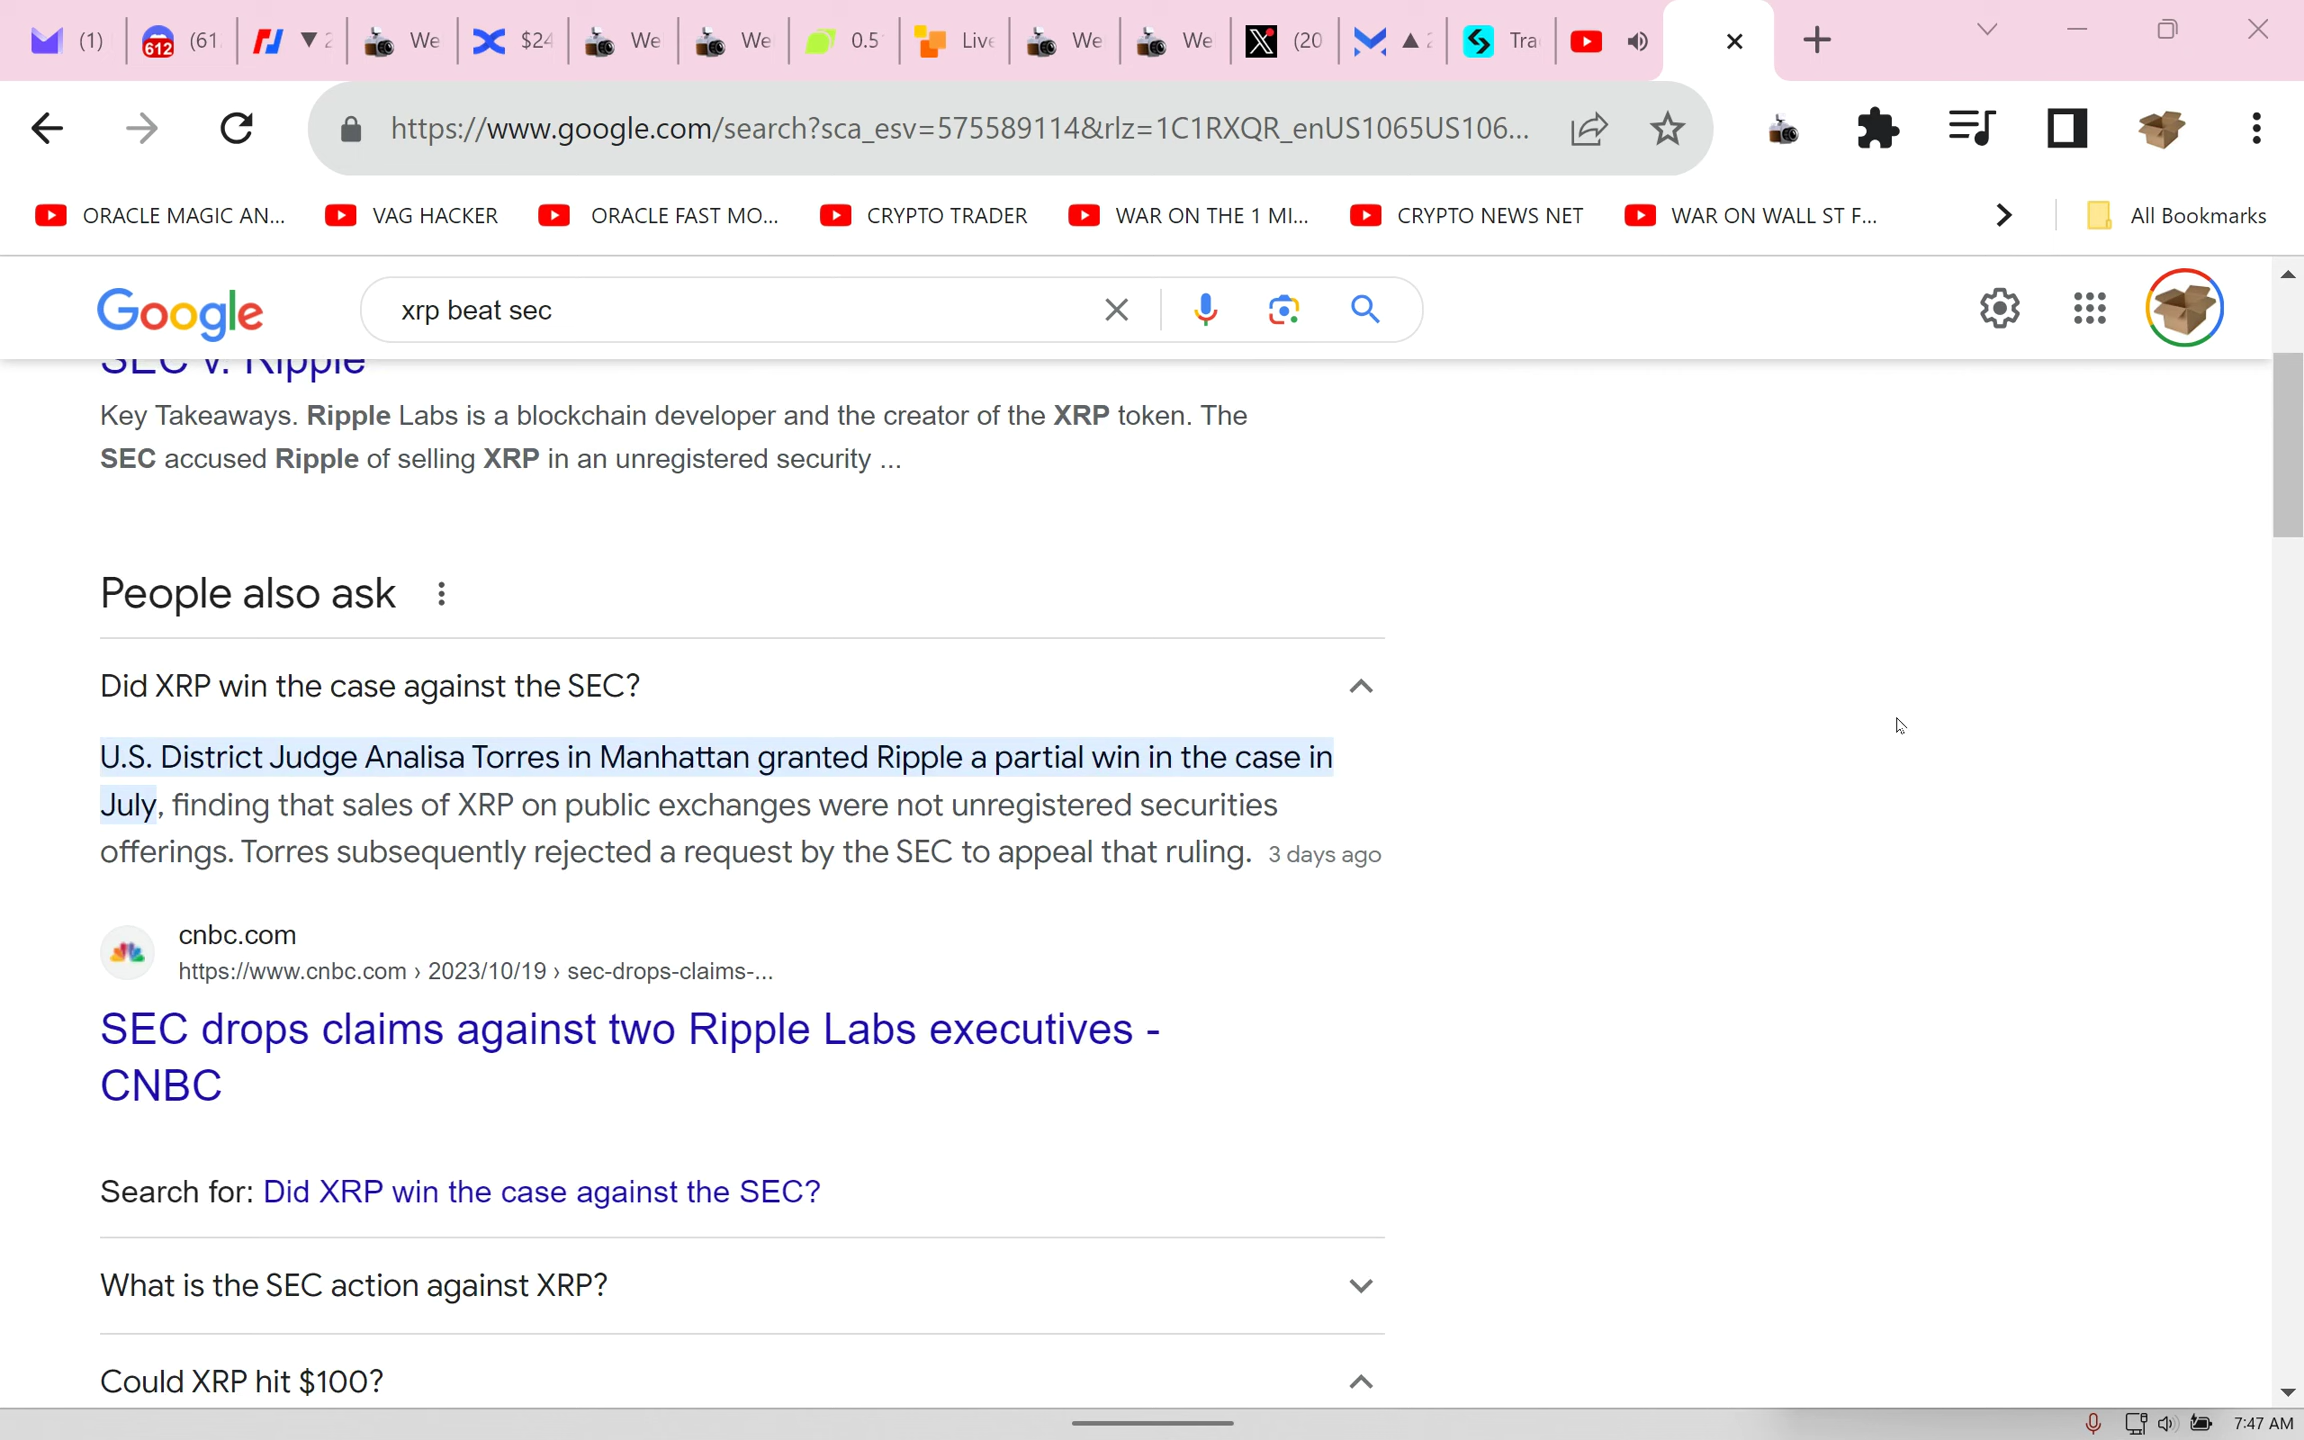 (1) 612 (61 2 We $24 We We 0.5 Live We We (20 2 Tra
https://www.google.com/search?sca_esv=575589114&rlz=1C1RXQR_enUS1065US106...
ORACLE MAGIC AN... VAG HACKER ORACLE FAST MO... CRYPTO TRADER WAR ON THE 1 MI... CRYPTO NEWS NET WAR ON WALL ST F... All Bookmarks
Google xrp beat sec
SEC v. Ripple
Key Takeaways. Ripple Labs is a blockchain developer and the creator of the XRP token. The
SEC accused Ripple of selling XRP in an unregistered security ...
People also ask
Did XRP win the case against the SEC?
U.S. District Judge Analisa Torres in Manhattan granted Ripple a partial win in the case in
July, finding that sales of XRP on public exchanges were not unregistered securities
offerings. Torres subsequently rejected a request by the SEC to appeal that ruling. 3 days ago
cnbc.com
https://www.cnbc.com › 2023/10/19 › sec-drops-claims-...
SEC drops claims against two Ripple Labs executives -
CNBC
Search for: Did XRP win the case against the SEC?
What is the SEC action against XRP?
Could XRP hit $100?
7:47 AM